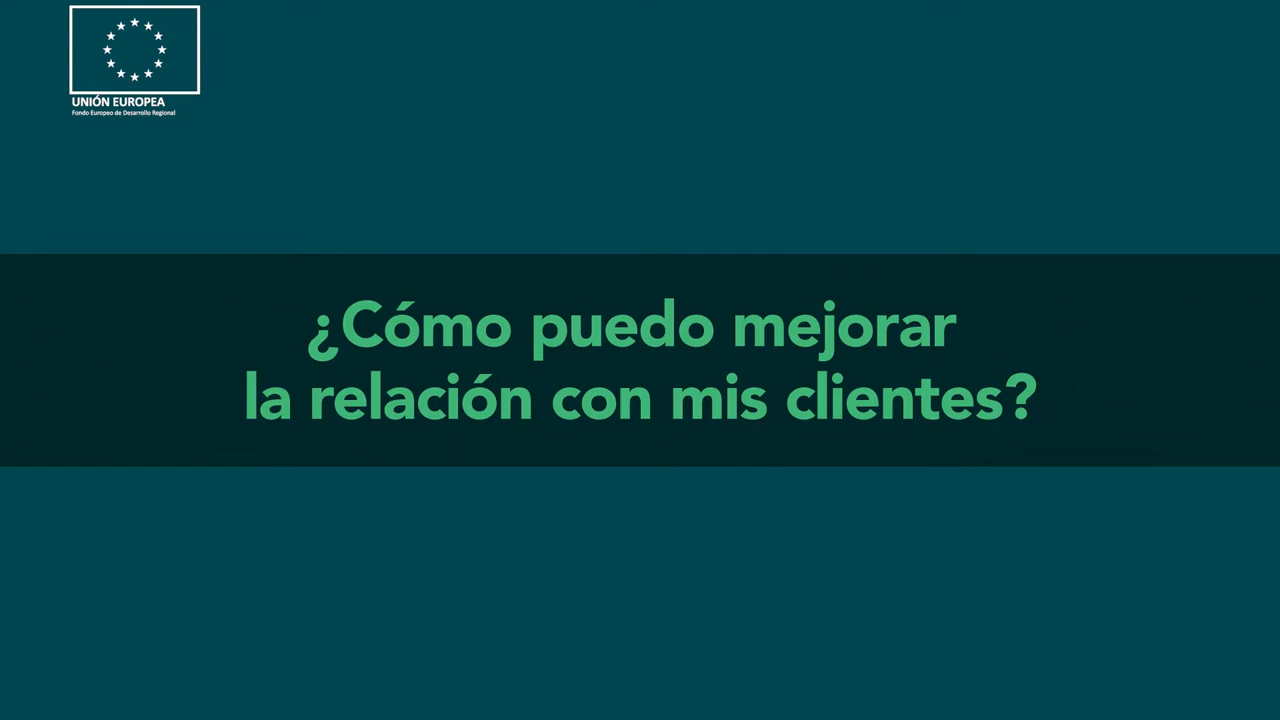 UNIÓN EUROPEA
Fondo Europeo de Desarrollo Regional
¿Cómo puedo mejorar
la relación con mis clientes?